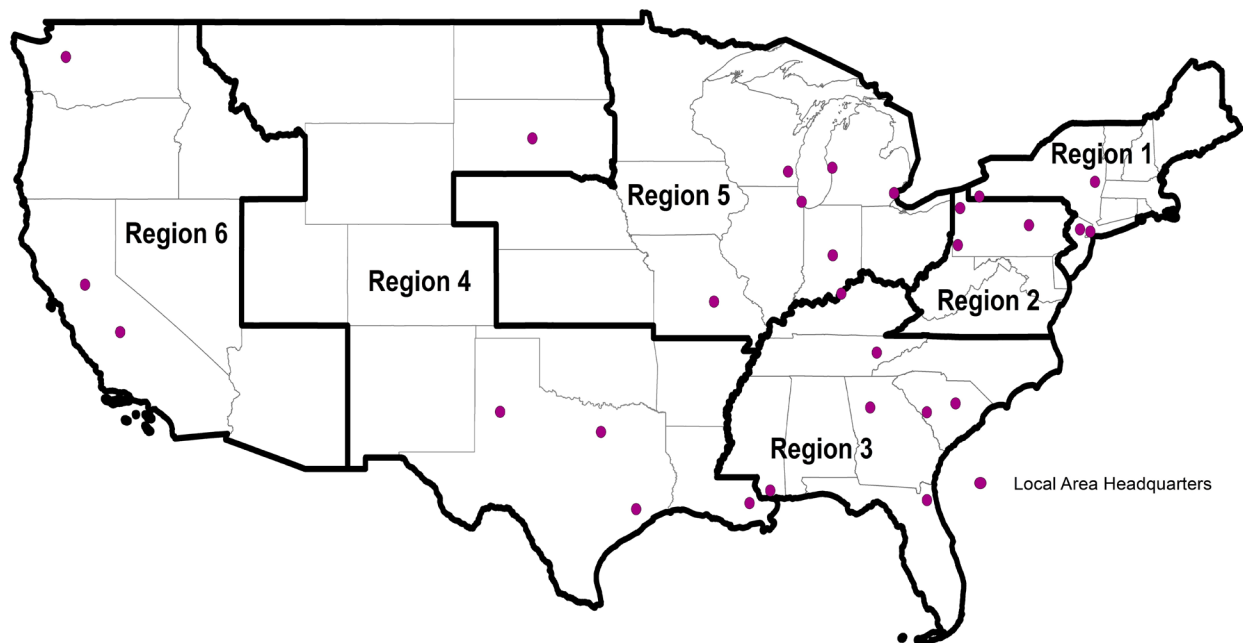 Region 1
Region 5
Region 6
Region 4
Region 2
Region 3
Local Area Headquarters